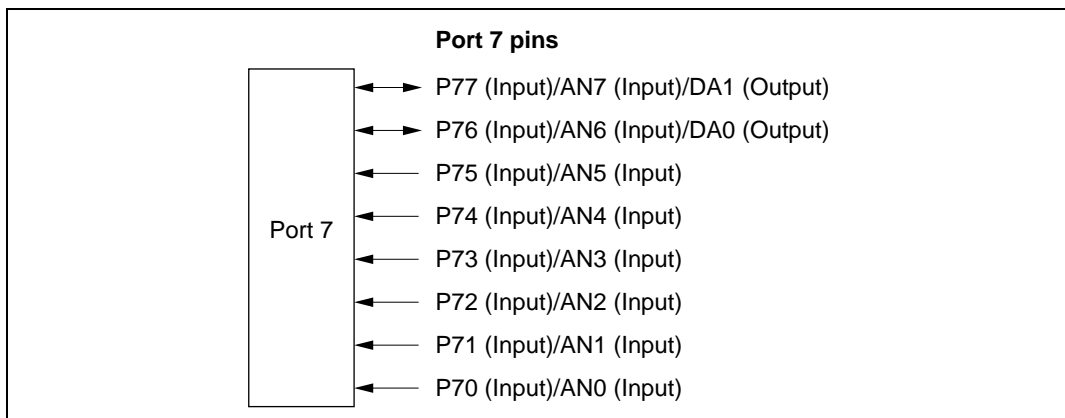 Port 7 pins
P77 (Input)/AN7 (Input)/DA1 (Output)
P76 (Input)/AN6 (Input)/DA0 (Output)
P75 (Input)/AN5 (Input)
P74 (Input)/AN4 (Input)
Port 7
P73 (Input)/AN3 (Input)
P72 (Input)/AN2 (Input)
P71 (Input)/AN1 (Input)
P70 (Input)/AN0 (Input)